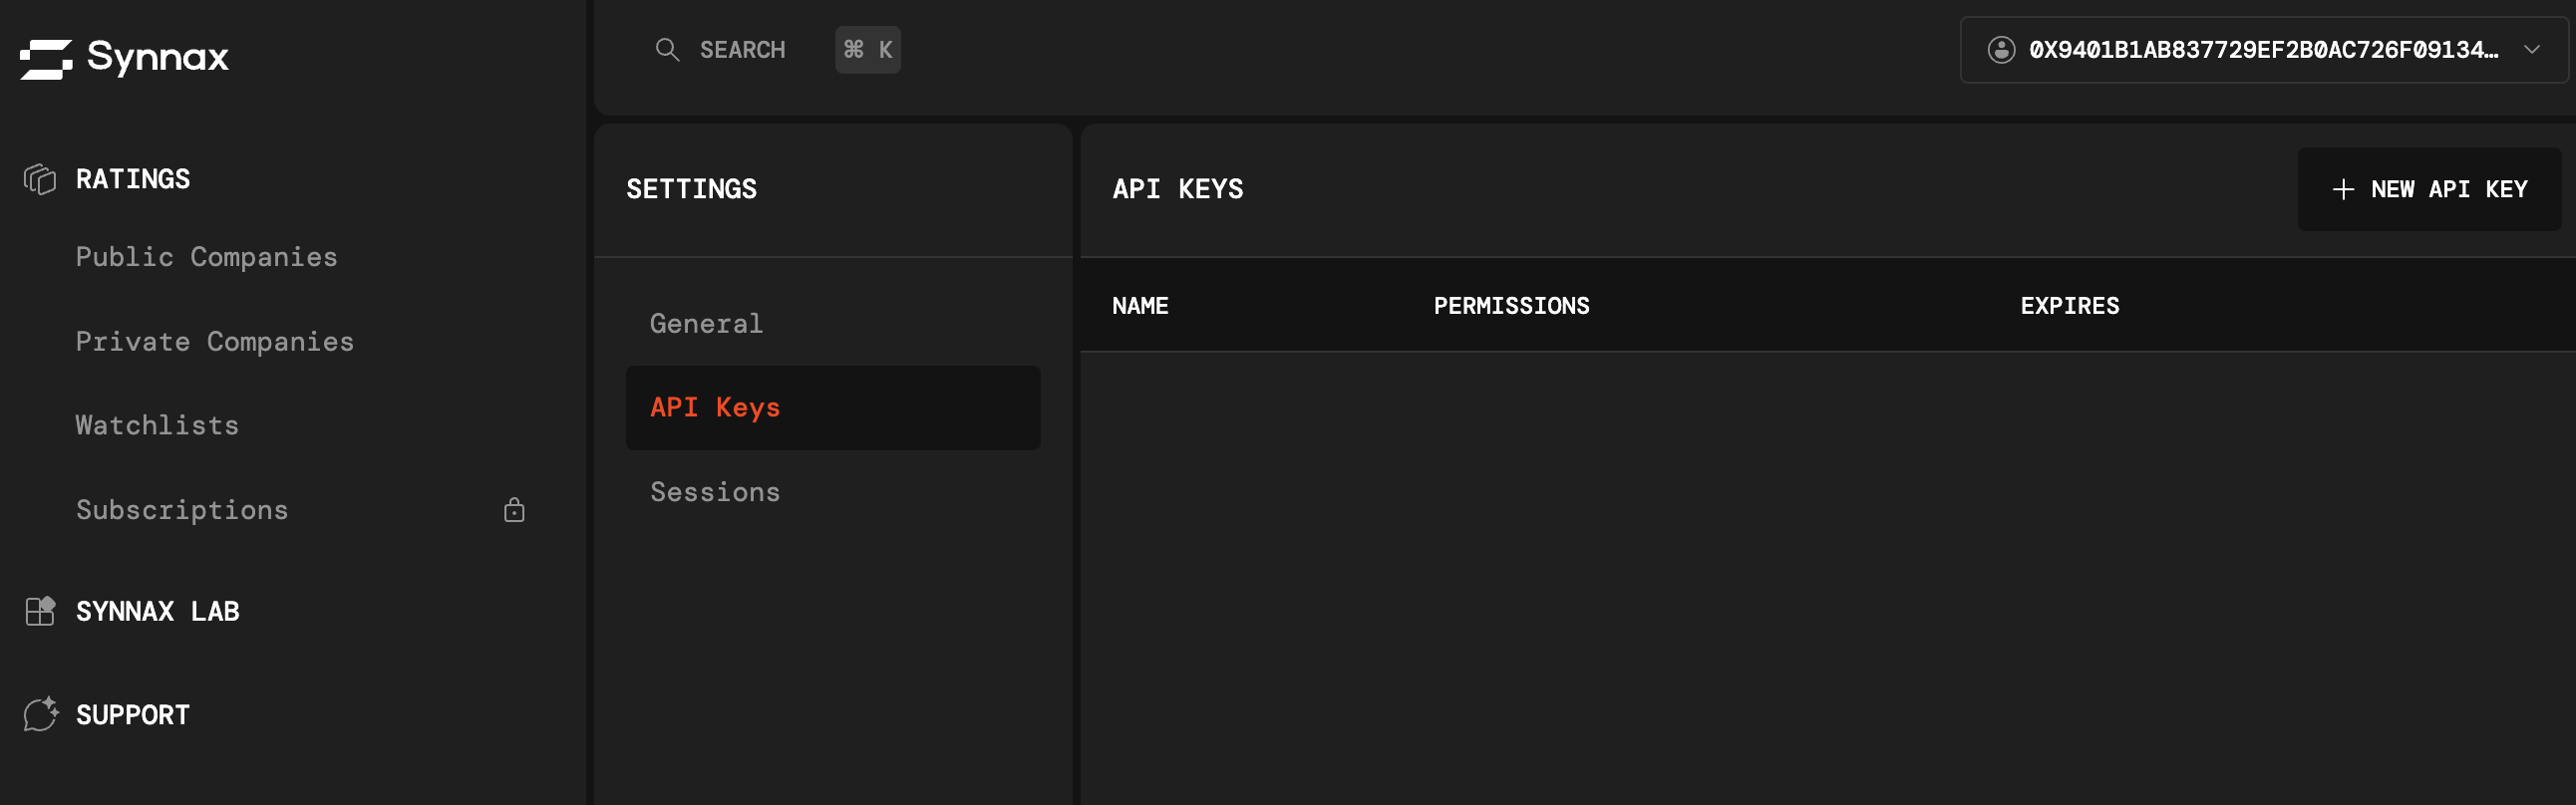 Synnax
SEARCH
⌘ K
0X9401B1AB837729EF2B0AC726F09134…
RATINGS
Public Companies
Private Companies
Watchlists
Subscriptions
SYNNAX LAB
SUPPORT
SETTINGS
General
API Keys
Sessions
API KEYS
+ NEW API KEY
NAME PERMISSIONS EXPIRES